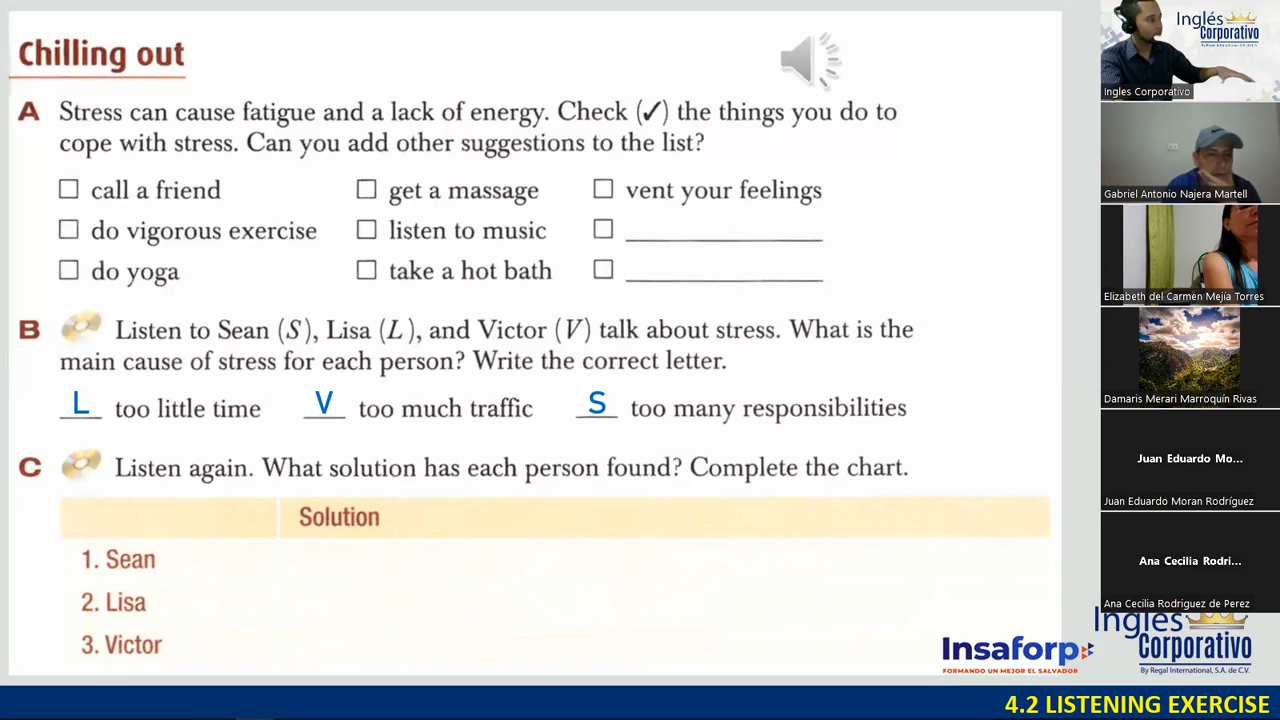 Chilling out
A Stress can cause fatigue and a lack of energy. Check (✓) the things you do to
cope with stress. Can you add other suggestions to the list?
☐ call a friend ☐ get a massage ☐ vent your feelings
☐ do vigorous exercise ☐ listen to music ☐ ____________
☐ do yoga ☐ take a hot bath ☐ ____________
B Listen to Sean (S), Lisa (L), and Victor (V) talk about stress. What is the
main cause of stress for each person? Write the correct letter.
L too little time V too much traffic S too many responsibilities
C Listen again. What solution has each person found? Complete the chart.
Solution
1. Sean
2. Lisa
3. Victor
Insaforp
FORMANDO UN MEJOR EL SALVADOR
Inglés
Corporativo
By Regal International, S.A. de C.V.
4.2 LISTENING EXERCISE
Inglés
Corporativo
By Regal International, S.A. de C.V.
Ingles Corporativo
Gabriel Antonio Najera Martell
Elizabeth del Carmen Mejía Torres
Damaris Merari Marroquín Rivas
Juan Eduardo Mo...
Juan Eduardo Moran Rodríguez
Ana Cecilia Rodri...
Ana Cecilia Rodriguez de Perez